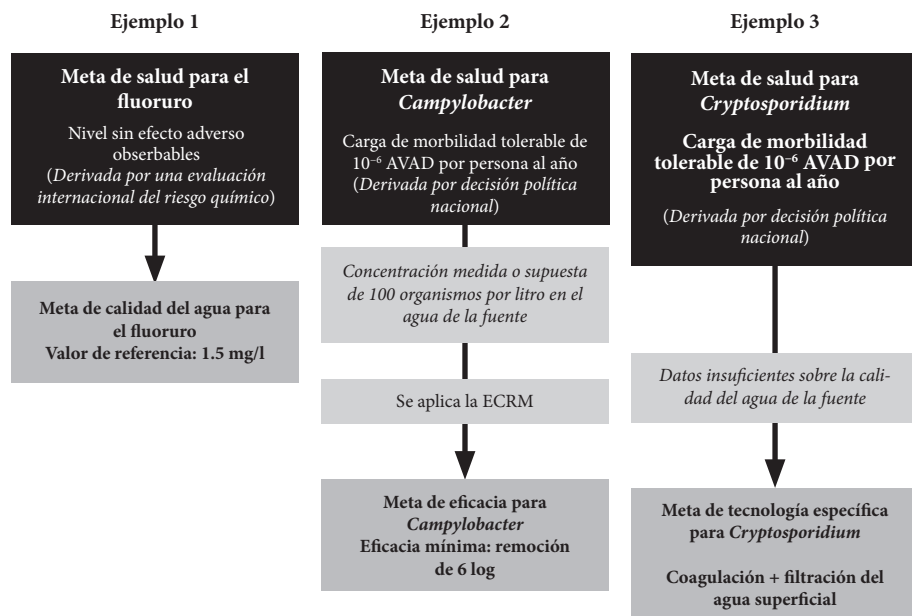 Ejemplo 1
Meta de salud para el
fluoruro
Nivel sin efecto adverso
obserbables
(Derivada por una evaluación
internacional del riesgo químico)
Meta de calidad del agua para
el fluoruro
Valor de referencia: 1.5 mg/l
Ejemplo 2
Meta de salud para
Campylobacter
Carga de morbilidad tolerable de
10⁻⁶ AVAD por persona al año
(Derivada por decisión política
nacional)
Concentración medida o supuesta
de 100 organismos por litro en el
agua de la fuente
Se aplica la ECRM
Meta de eficacia para
Campylobacter
Eficacia mínima: remoción
de 6 log
Ejemplo 3
Meta de salud para
Cryptosporidium
Carga de morbilidad
tolerable de 10⁻⁶ AVAD por
persona al año
(Derivada por decisión política
nacional)
Datos insuficientes sobre la cali-
dad del agua de la fuente
Meta de tecnología específica
para Cryptosporidium
Coagulación + filtración del
agua superficial